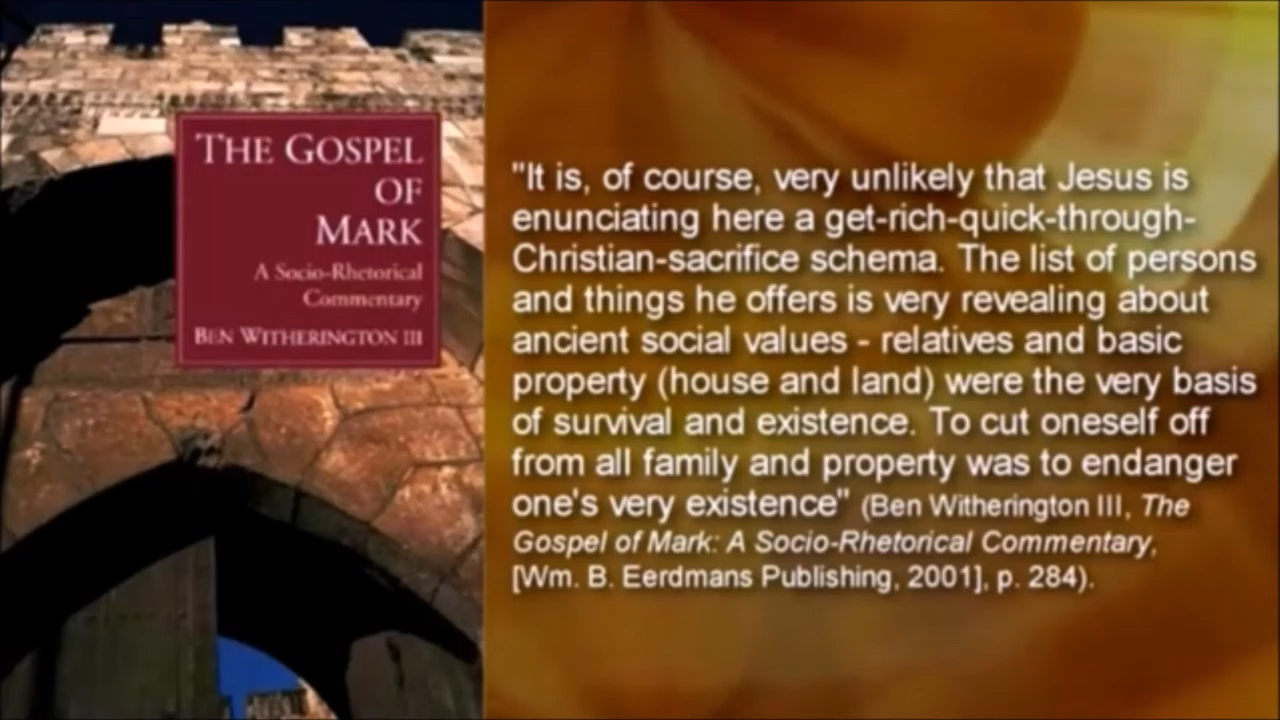 THE GOSPEL
OF
MARK
A Socio-Rhetorical
Commentary
BEN WITHERINGTON III
"It is, of course, very unlikely that Jesus is
enunciating here a get-rich-quick-through-
Christian-sacrifice schema. The list of persons
and things he offers is very revealing about
ancient social values - relatives and basic
property (house and land) were the very basis
of survival and existence. To cut oneself off
from all family and property was to endanger
one's very existence" (Ben Witherington III, The
Gospel of Mark: A Socio-Rhetorical Commentary,
[Wm. B. Eerdmans Publishing, 2001], p. 284).